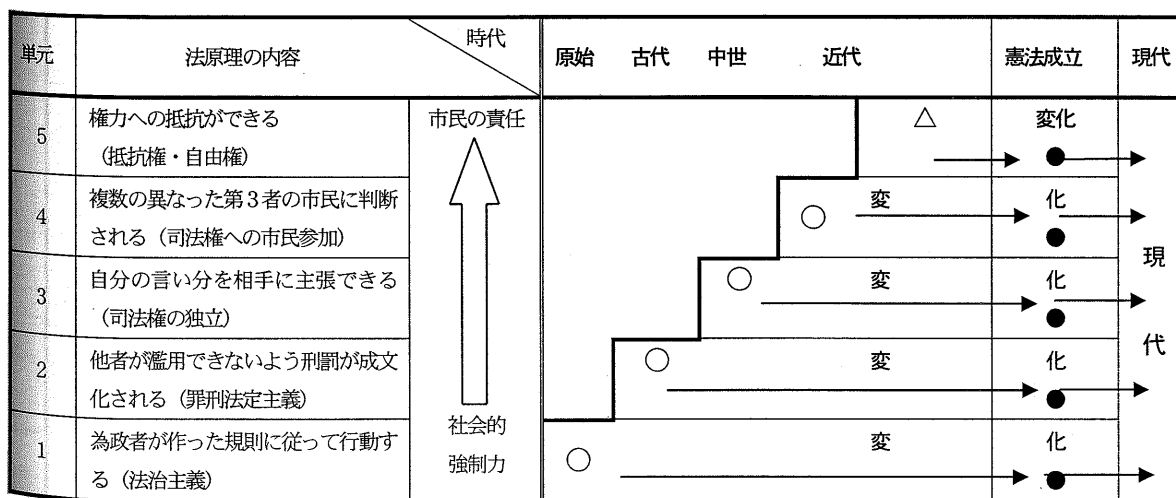 単元 法原理の内容 時代 原始 古代 中世 近代 憲法成立 現代
5 権力への抵抗ができる
(抵抗権・自由権)
市民の責任 △ 変化
●
4 複数の異なった第3者の市民に判断
される(司法権への市民参加)
○ 変 化
●
3 自分の言い分を相手に主張できる
(司法権の独立)
○ 変 化
●
2 他者が濫用できないよう刑罰が成文
化される(罪刑法定主義)
○ 変 化
●
1 為政者が作った規則に従って行動す
る(法治主義)
社会的
強制力
○ 変 化
●
現
代